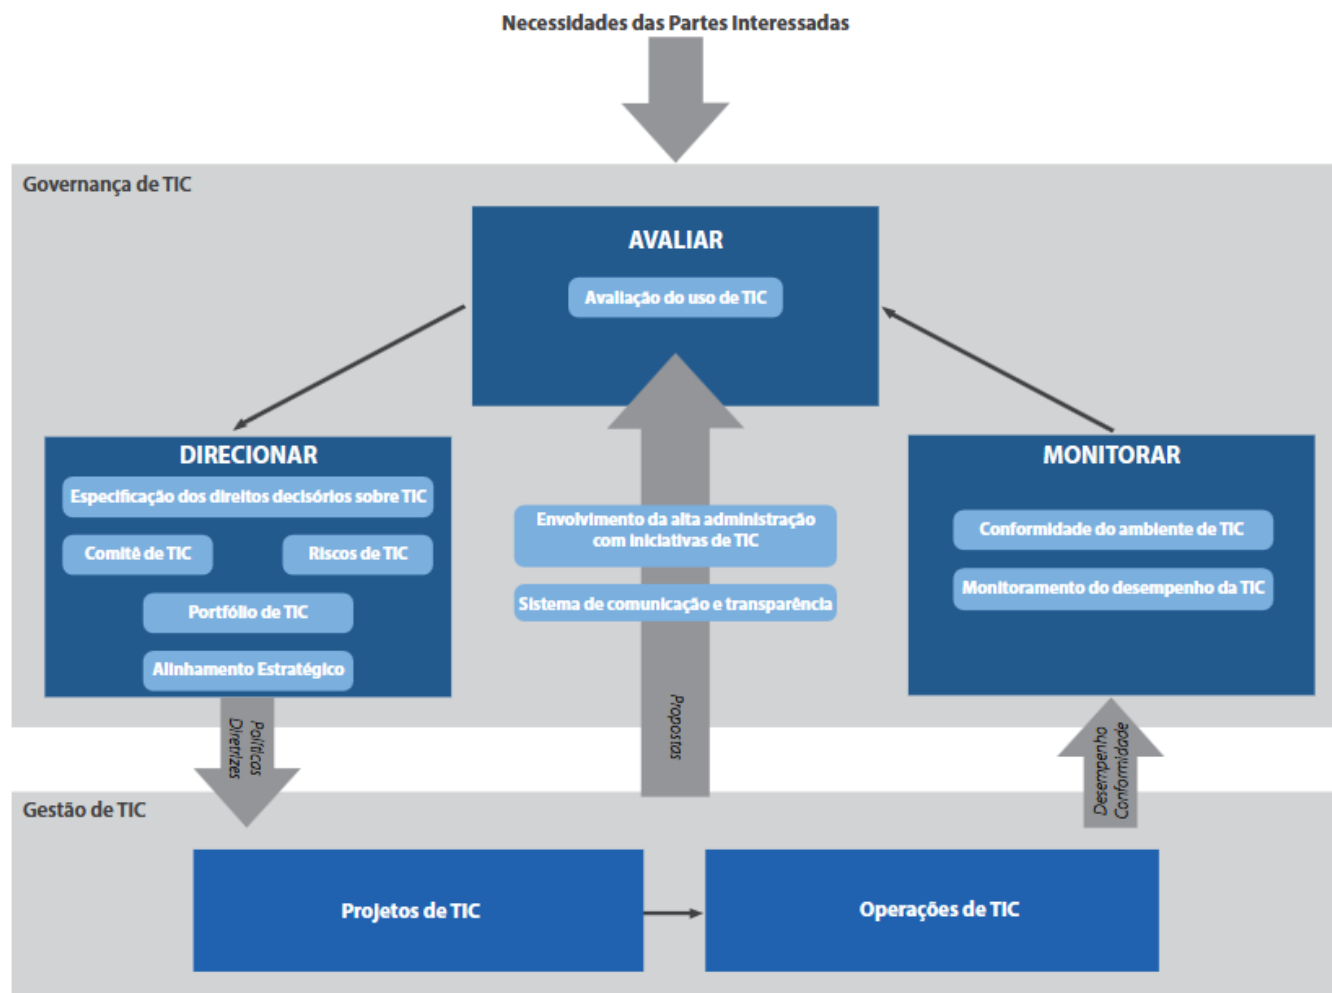 Necessidades das Partes Interessadas
Governança de TIC
AVALIAR
Avaliação do uso de TIC
DIRECIONAR
Especificação dos direitos decisórios sobre TIC
Comitê de TIC
Riscos de TIC
Portfólio de TIC
Alinhamento Estratégico
Envolvimento da alta administração
com iniciativas de TIC
Sistema de comunicação e transparência
MONITORAR
Conformidade do ambiente de TIC
Monitoramento do desempenho da TIC
Políticas
Diretrizes
Propostas
Desempenho
Conformidade
Gestão de TIC
Projetos de TIC
Operações de TIC